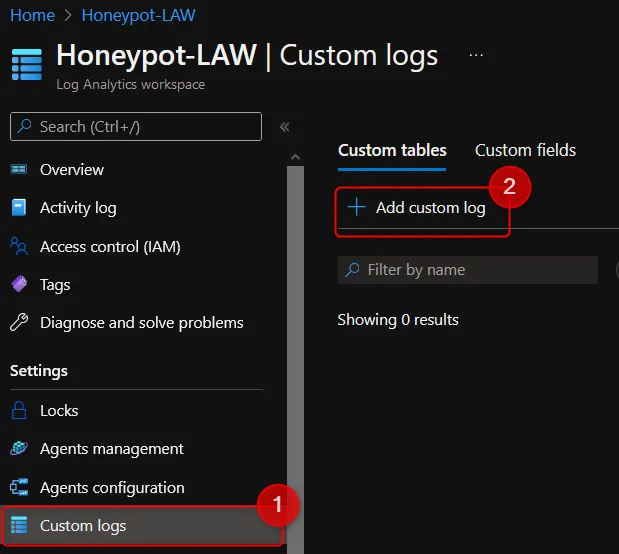 Home > Honeypot-LAW
Honeypot-LAW | Custom logs ...
Log Analytics workspace
Search (Ctrl+/) «
Overview
Activity log
Access control (IAM)
Tags
Diagnose and solve problems
Settings
Locks
Agents management
Agents configuration
Custom logs 1
Custom tables Custom fields
2
+ Add custom log
Filter by name
Showing 0 results